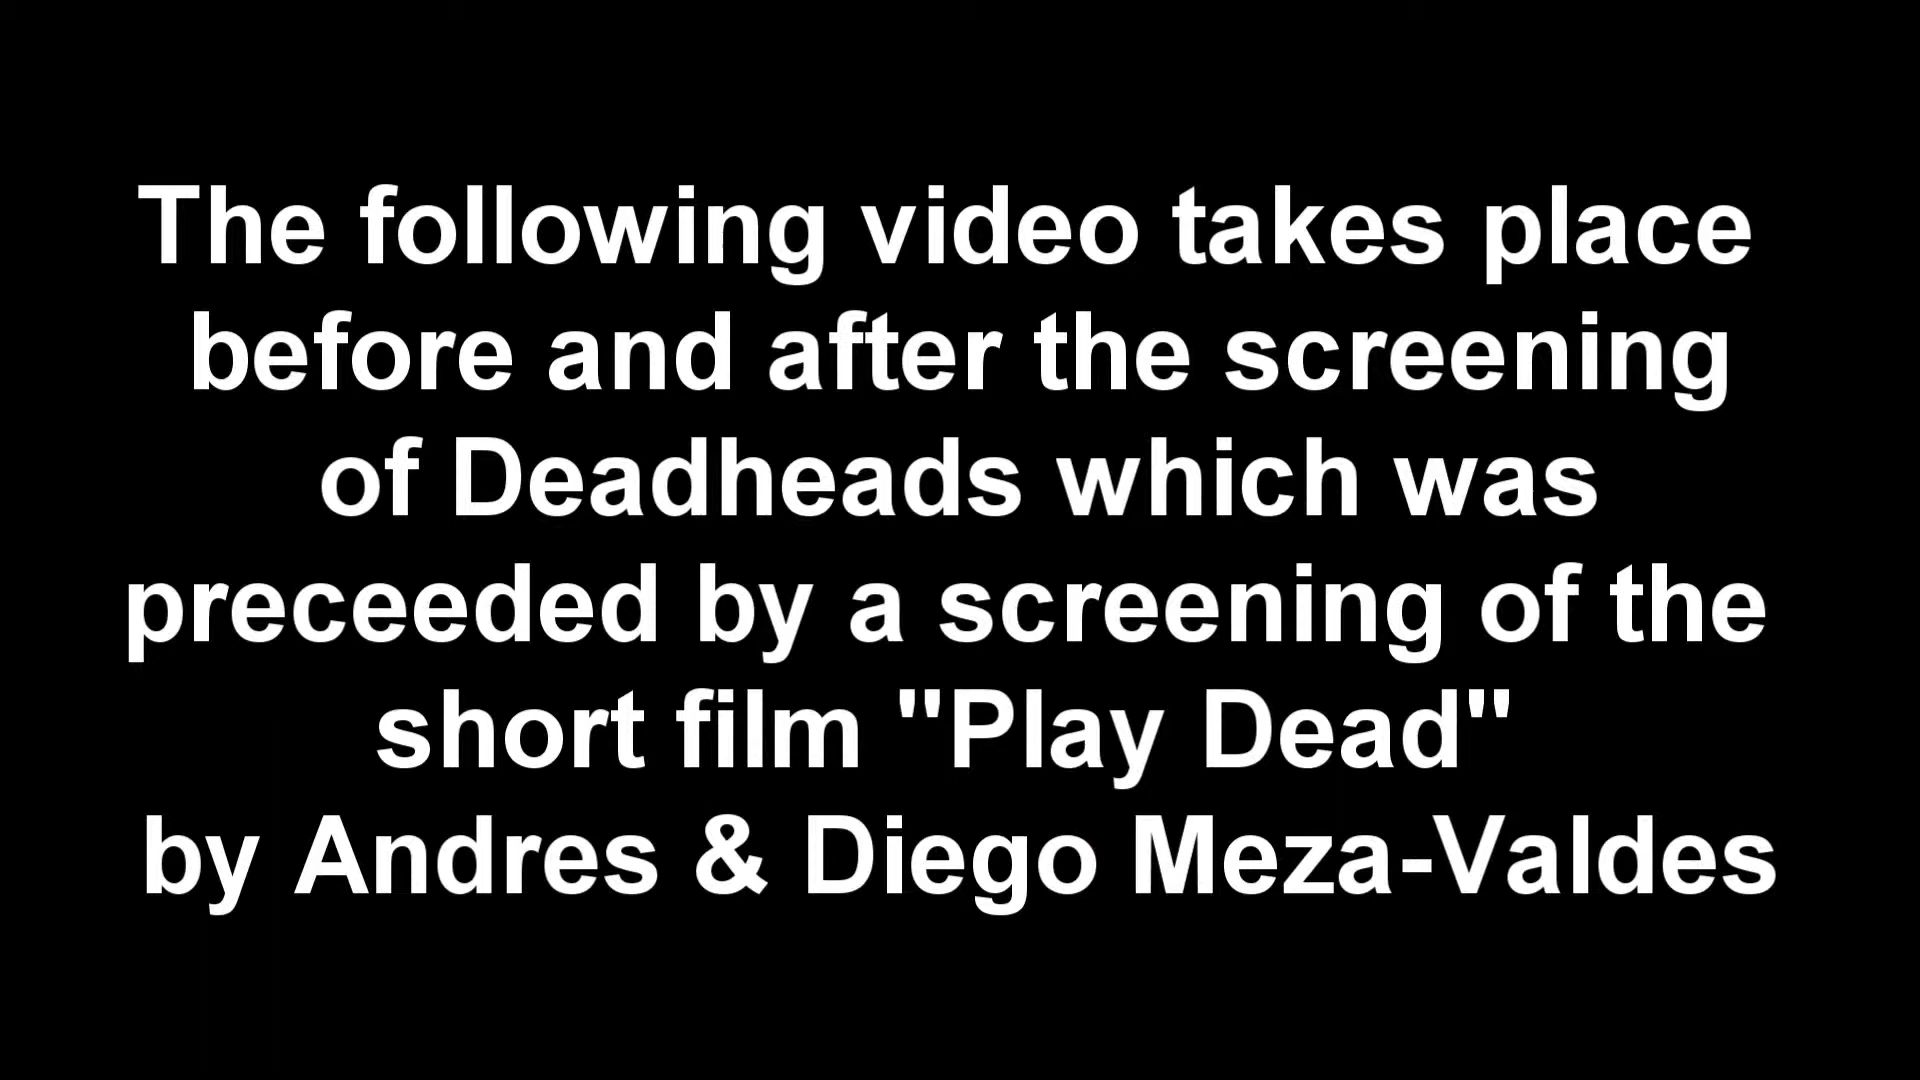 The following video takes place
before and after the screening
of Deadheads which was
preceeded by a screening of the
short film "Play Dead"
by Andres & Diego Meza-Valdes